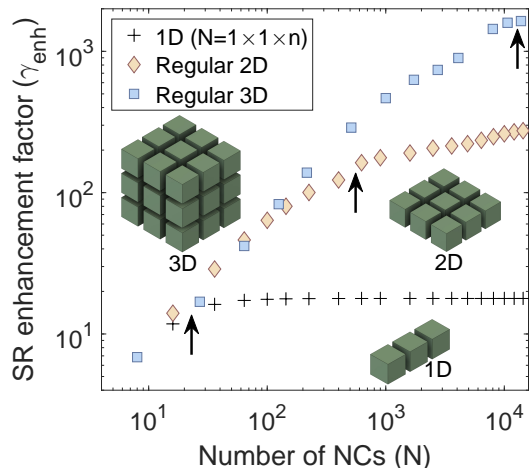 SR enhancement factor (γenh)
10³
10²
10¹
1D (N=1×1×n)
Regular 2D
Regular 3D
3D
2D
1D
10¹
10²
10³
10⁴
Number of NCs (N)